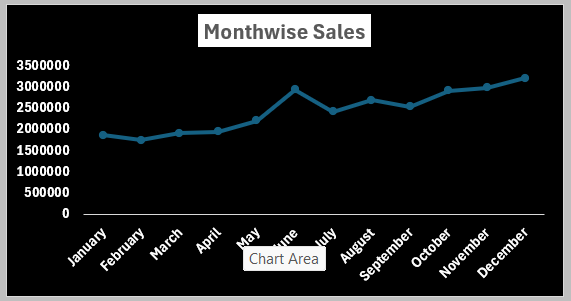 Monthwise Sales
3500000
3000000
2500000
2000000
1500000
1000000
500000
0
January
February
March
April
May
June
July
August
September
October
November
December
Chart Area